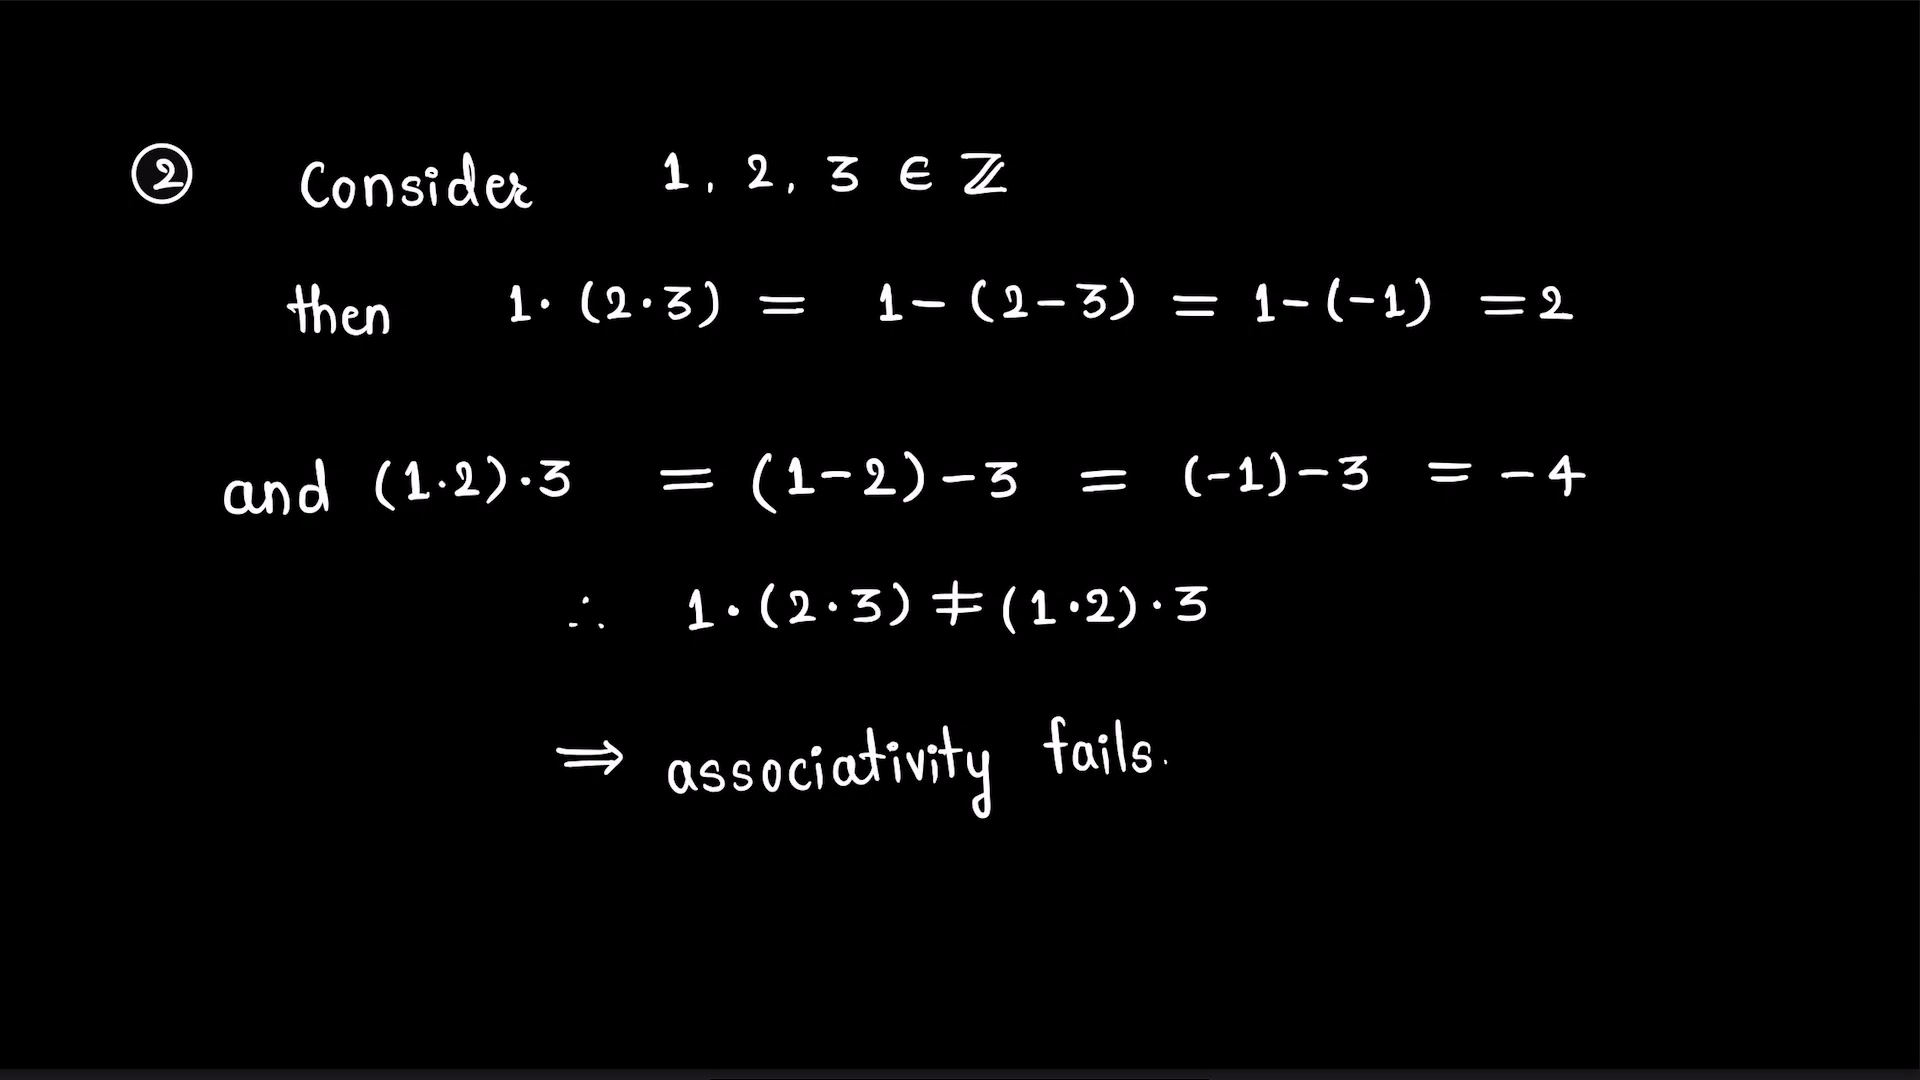 ② Consider 1, 2, 3 ∈ ℤ
then 1·(2·3) = 1-(2-3) = 1-(-1) = 2
and (1·2)·3 = (1-2)-3 = (-1)-3 = -4
∴ 1·(2·3) ≠ (1·2)·3
⇒ associativity fails.